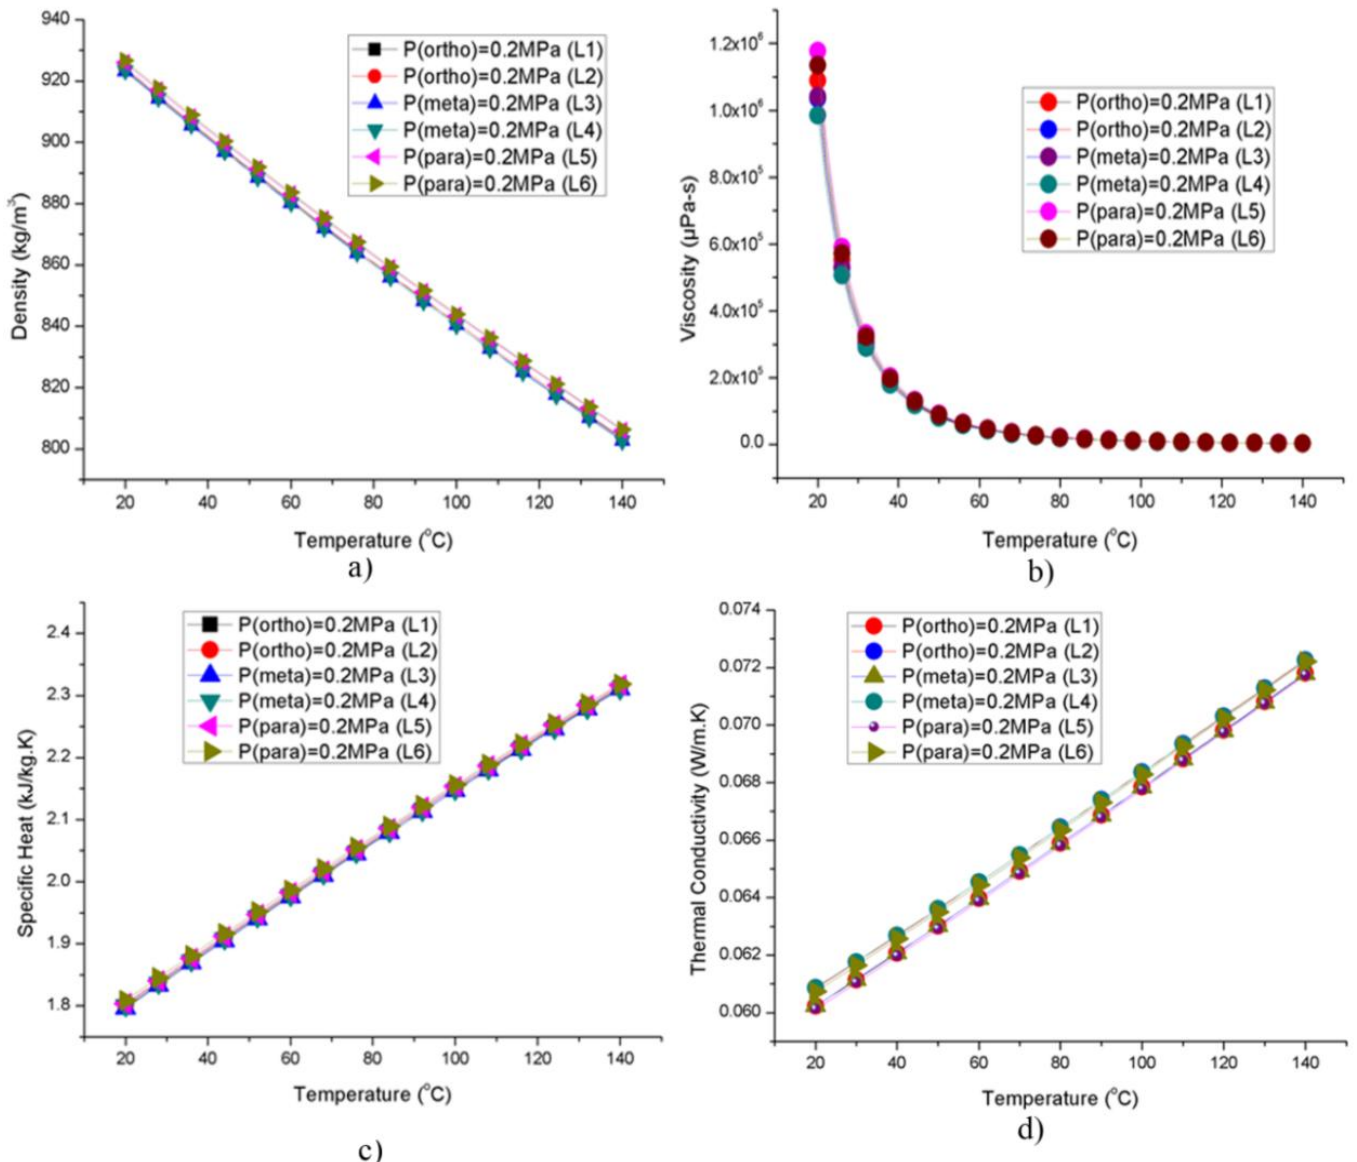 940
920
900
880
860
840
820
800
Density (kg/m³)
P(ortho)=0.2MPa (L1)
P(ortho)=0.2MPa (L2)
P(meta)=0.2MPa (L3)
P(meta)=0.2MPa (L4)
P(para)=0.2MPa (L5)
P(para)=0.2MPa (L6)
20 40 60 80 100 120 140
Temperature (°C)
a)
1.2x10⁶
1.0x10⁶
8.0x10⁵
6.0x10⁵
4.0x10⁵
2.0x10⁵
0.0
Viscosity (µPa-s)
P(ortho)=0.2MPa (L1)
P(ortho)=0.2MPa (L2)
P(meta)=0.2MPa (L3)
P(meta)=0.2MPa (L4)
P(para)=0.2MPa (L5)
P(para)=0.2MPa (L6)
20 40 60 80 100 120 140
Temperature (°C)
b)
2.4
2.3
2.2
2.1
2.0
1.9
1.8
Specific Heat (kJ/kg.K)
P(ortho)=0.2MPa (L1)
P(ortho)=0.2MPa (L2)
P(meta)=0.2MPa (L3)
P(meta)=0.2MPa (L4)
P(para)=0.2MPa (L5)
P(para)=0.2MPa (L6)
20 40 60 80 100 120 140
Temperature (°C)
c)
0.074
0.072
0.070
0.068
0.066
0.064
0.062
0.060
Thermal Conductivity (W/m.K)
P(ortho)=0.2MPa (L1)
P(ortho)=0.2MPa (L2)
P(meta)=0.2MPa (L3)
P(meta)=0.2MPa (L4)
P(para)=0.2MPa (L5)
P(para)=0.2MPa (L6)
20 40 60 80 100 120 140
Temperature (°C)
d)